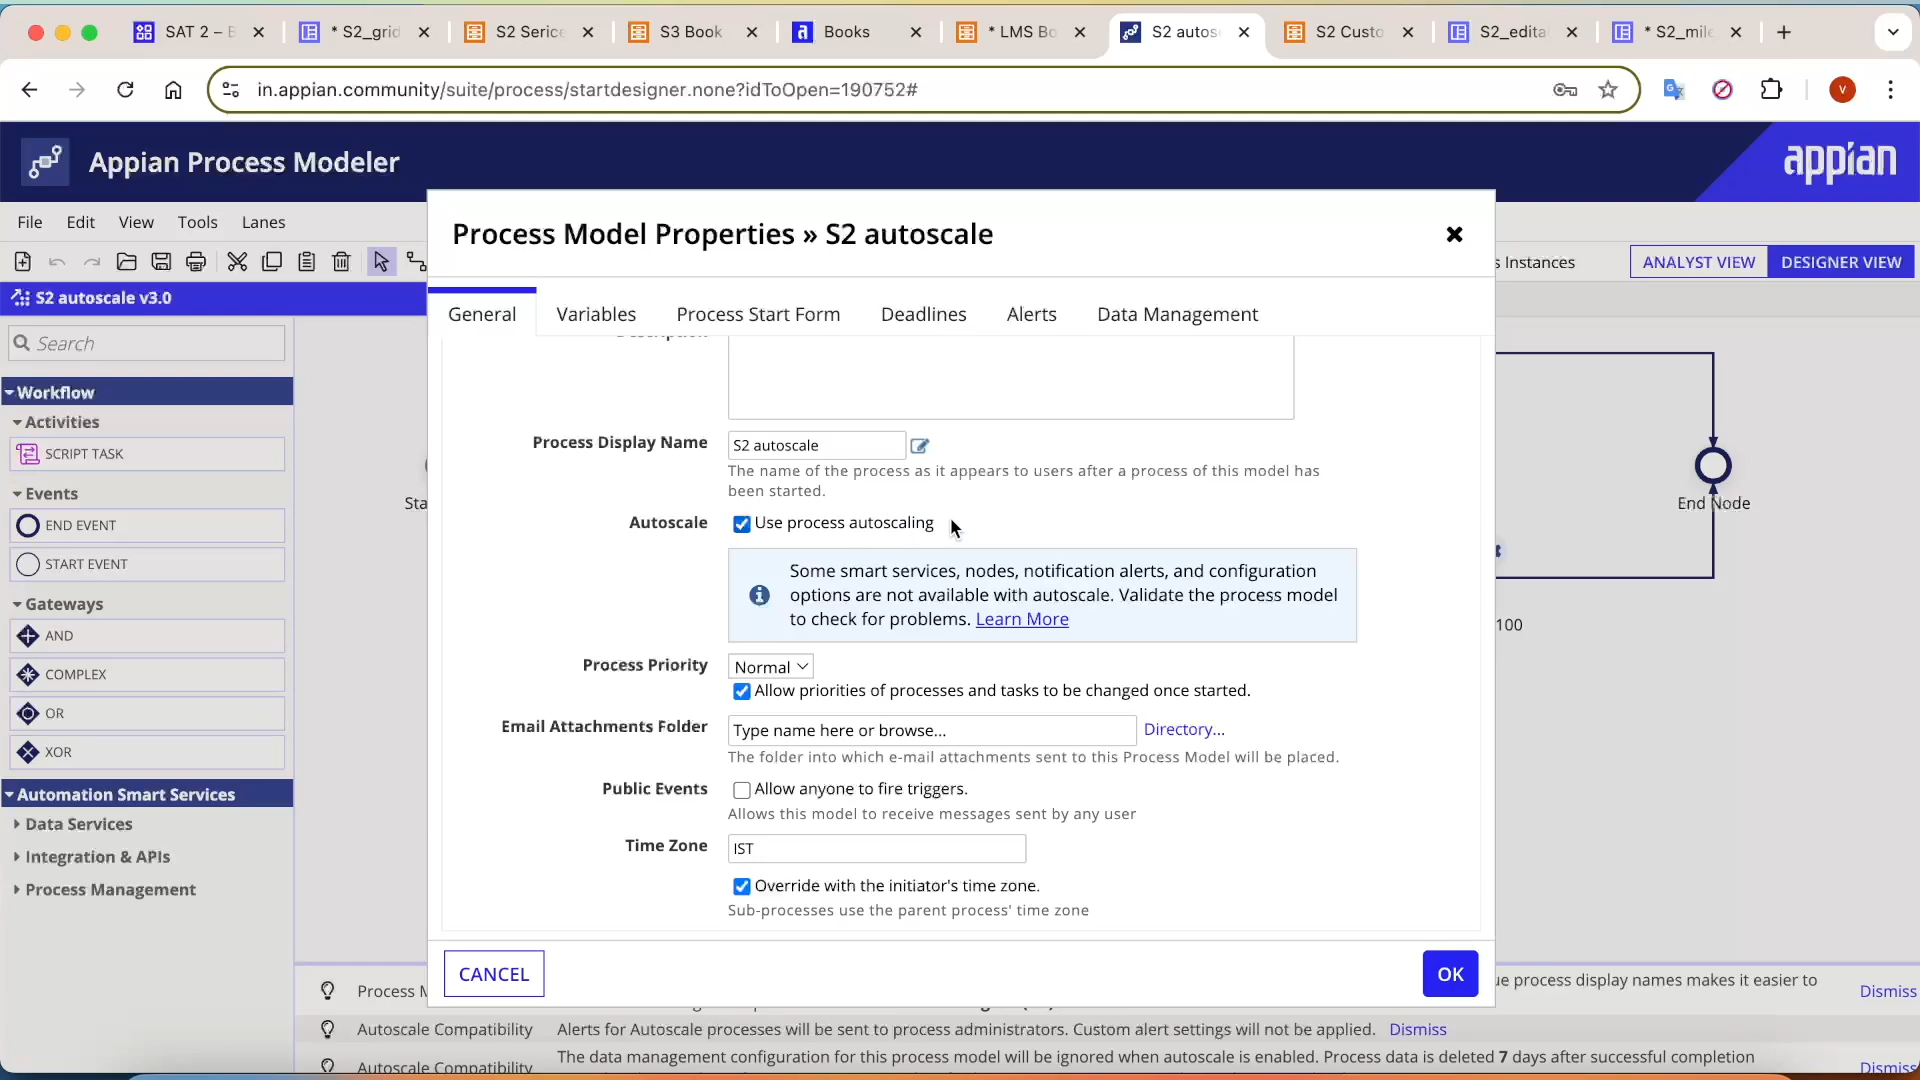 SAT 2 –
* S2_grid
S2 Serice
S3 Book
Books
* LMS Bo
S2 autos
S2 Custo
S2_edita
* S2_mile
in.appian.community/suite/process/startdesigner.none?idToOpen=190752#
V
Appian Process Modeler
appian
File Edit View Tools Lanes
s Instances
ANALYST VIEW
DESIGNER VIEW
S2 autoscale v3.0
Search
Workflow
Activities
SCRIPT TASK
Events
END EVENT
START EVENT
Gateways
AND
COMPLEX
OR
XOR
Automation Smart Services
Data Services
Integration & APIs
Process Management
Sta
End Node
100
Process Model Properties » S2 autoscale
General Variables Process Start Form Deadlines Alerts Data Management
Description
Process Display Name
S2 autoscale
The name of the process as it appears to users after a process of this model has
been started.
Autoscale
Use process autoscaling
Some smart services, nodes, notification alerts, and configuration
options are not available with autoscale. Validate the process model
to check for problems. Learn More
Process Priority
Normal
Allow priorities of processes and tasks to be changed once started.
Email Attachments Folder
Type name here or browse...
Directory...
The folder into which e-mail attachments sent to this Process Model will be placed.
Public Events
Allow anyone to fire triggers.
Allows this model to receive messages sent by any user
Time Zone
IST
Override with the initiator's time zone.
Sub-processes use the parent process' time zone
CANCEL
OK
Process M
ue process display names makes it easier to
Dismiss
Autoscale Compatibility Alerts for Autoscale processes will be sent to process administrators. Custom alert settings will not be applied. Dismiss
Autoscale Compatibility The data management configuration for this process model will be ignored when autoscale is enabled. Process data is deleted 7 days after successful completion
Dismiss